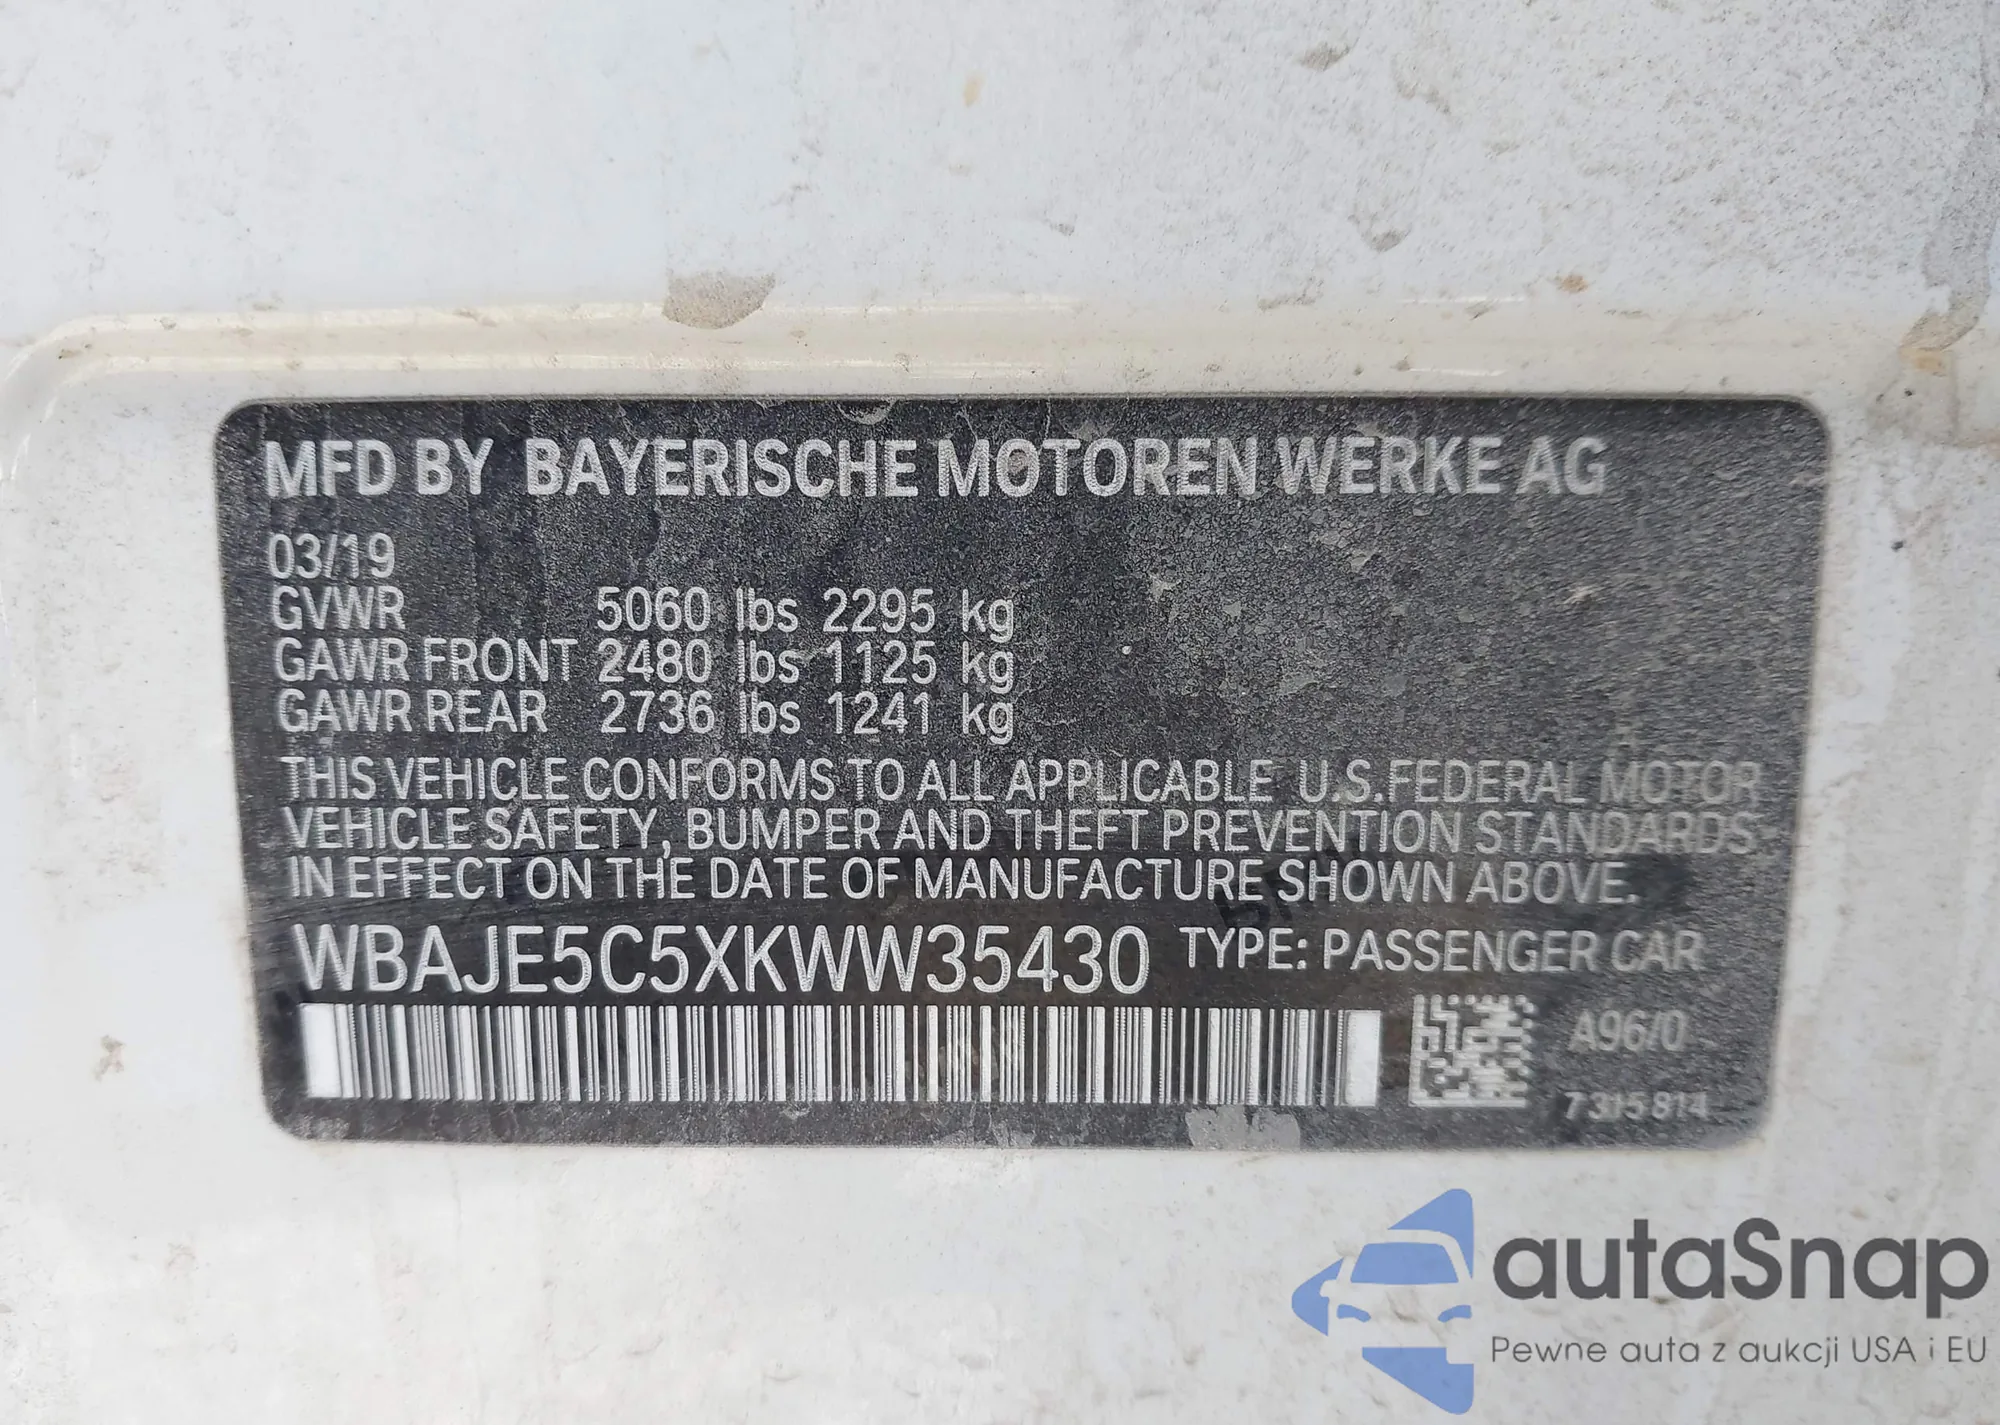 MFD BY BAYERISCHE MOTOREN WERKE AG
03/19
GVWR 5060 lbs 2295 kg
GAWR FRONT 2480 lbs 1125 kg
GAWR REAR 2736 lbs 1241 kg
THIS VEHICLE CONFORMS TO ALL APPLICABLE U.S.FEDERAL MOTOR
VEHICLE SAFETY, BUMPER AND THEFT PREVENTION STANDARDS
IN EFFECT ON THE DATE OF MANUFACTURE SHOWN ABOVE.
WBAJE5C5XKWW35430 TYPE: PASSENGER CAR
A96/0
7315814
autaSnap
Pewne auta z aukcji USA i EU